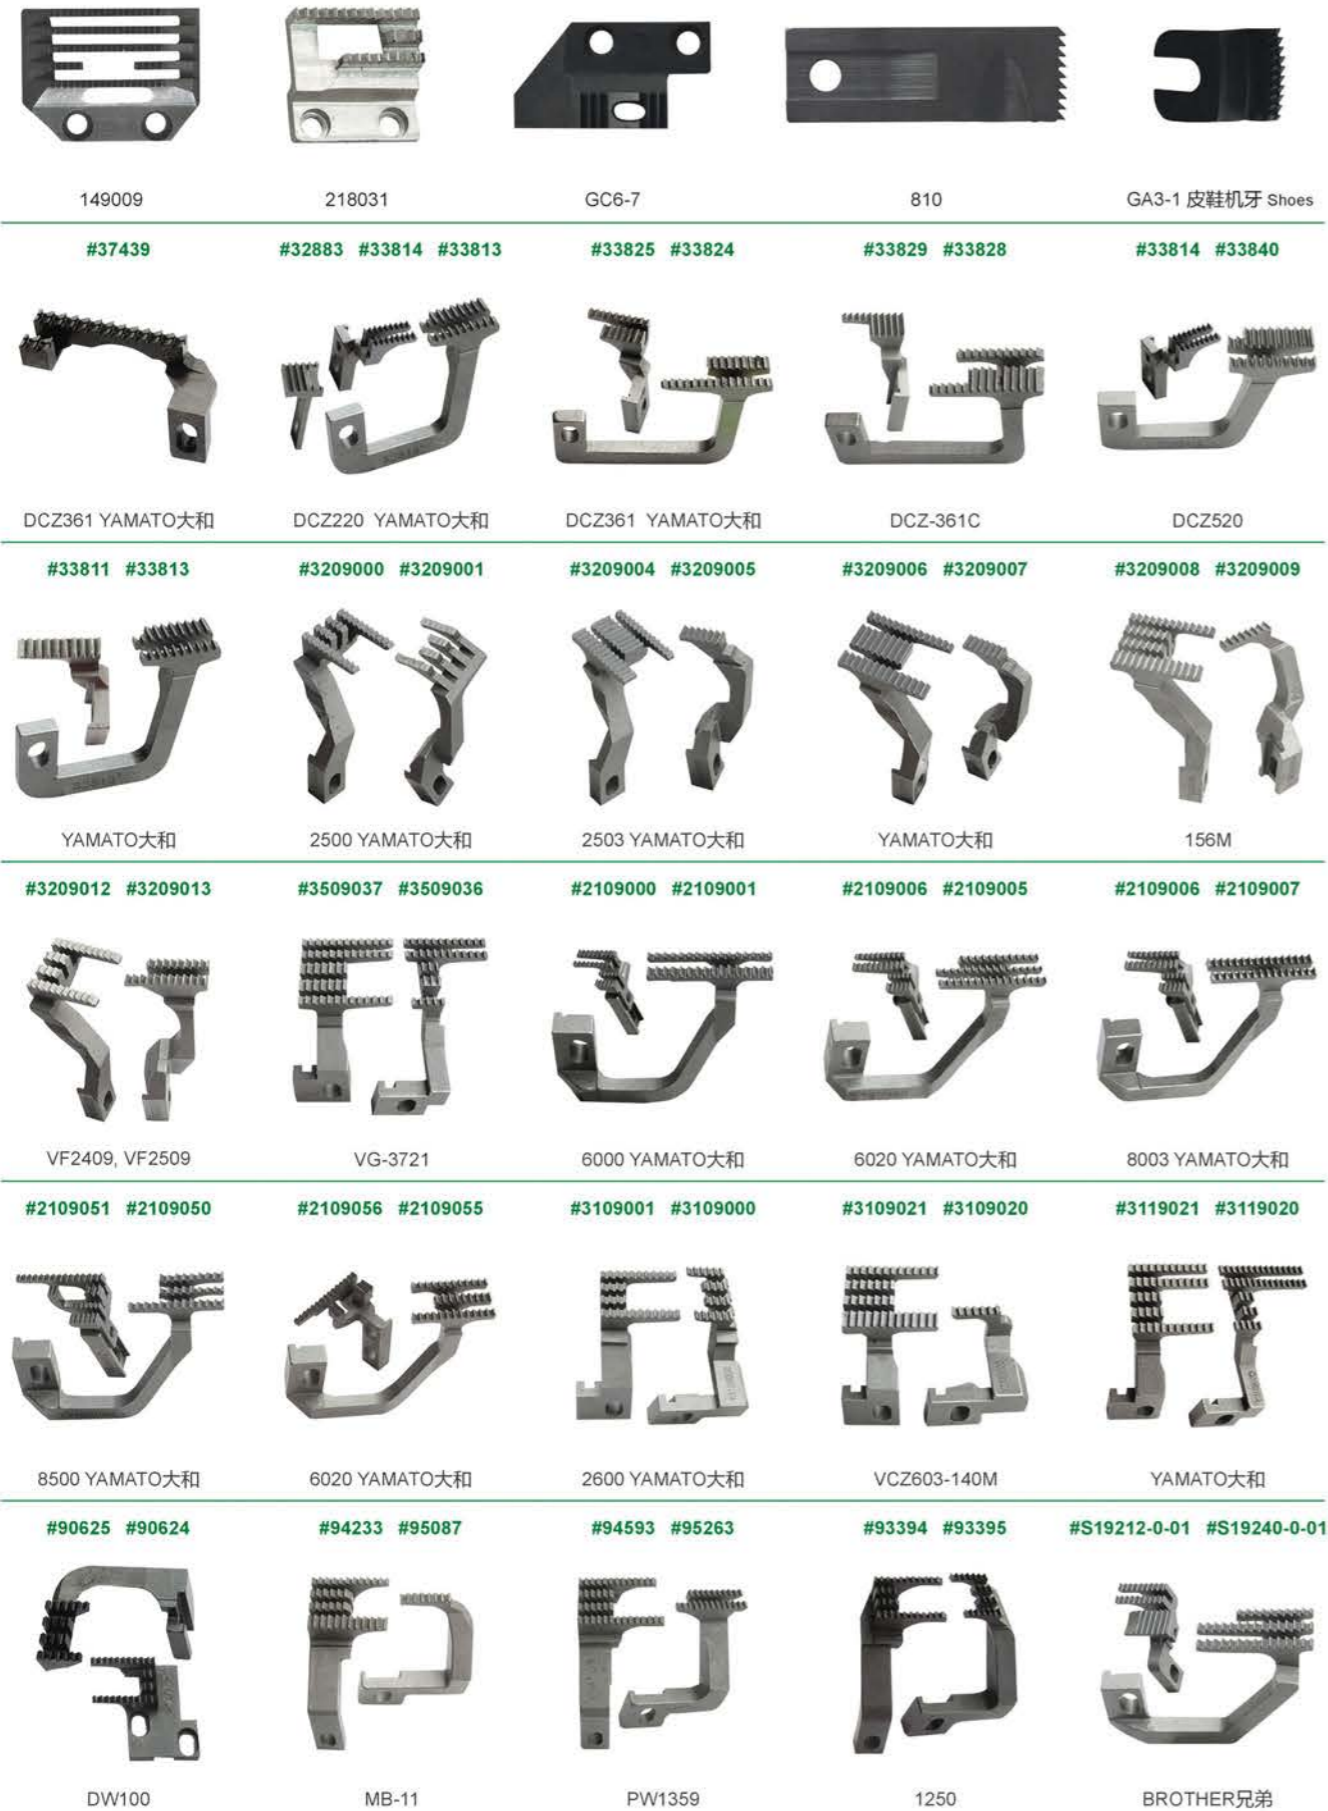 149009 218031 GC6-7 810 GA3-1 皮鞋机牙 Shoes
#37439 #32883 #33814 #33813 #33825 #33824 #33829 #33828 #33814 #33840
DCZ361 YAMATO大和 DCZ220 YAMATO大和 DCZ361 YAMATO大和 DCZ-361C DCZ520
#33811 #33813 #3209000 #3209001 #3209004 #3209005 #3209006 #3209007 #3209008 #3209009
YAMATO大和 2500 YAMATO大和 2503 YAMATO大和 YAMATO大和 156M
#3209012 #3209013 #3509037 #3509036 #2109000 #2109001 #2109006 #2109005 #2109006 #2109007
VF2409, VF2509 VG-3721 6000 YAMATO大和 6020 YAMATO大和 8003 YAMATO大和
#2109051 #2109050 #2109056 #2109055 #3109001 #3109000 #3109021 #3109020 #3119021 #3119020
8500 YAMATO大和 6020 YAMATO大和 2600 YAMATO大和 VCZ603-140M YAMATO大和
#90625 #90624 #94233 #95087 #94593 #95263 #93394 #93395 #S19212-0-01 #S19240-0-01
DW100 MB-11 PW1359 1250 BROTHER兄弟